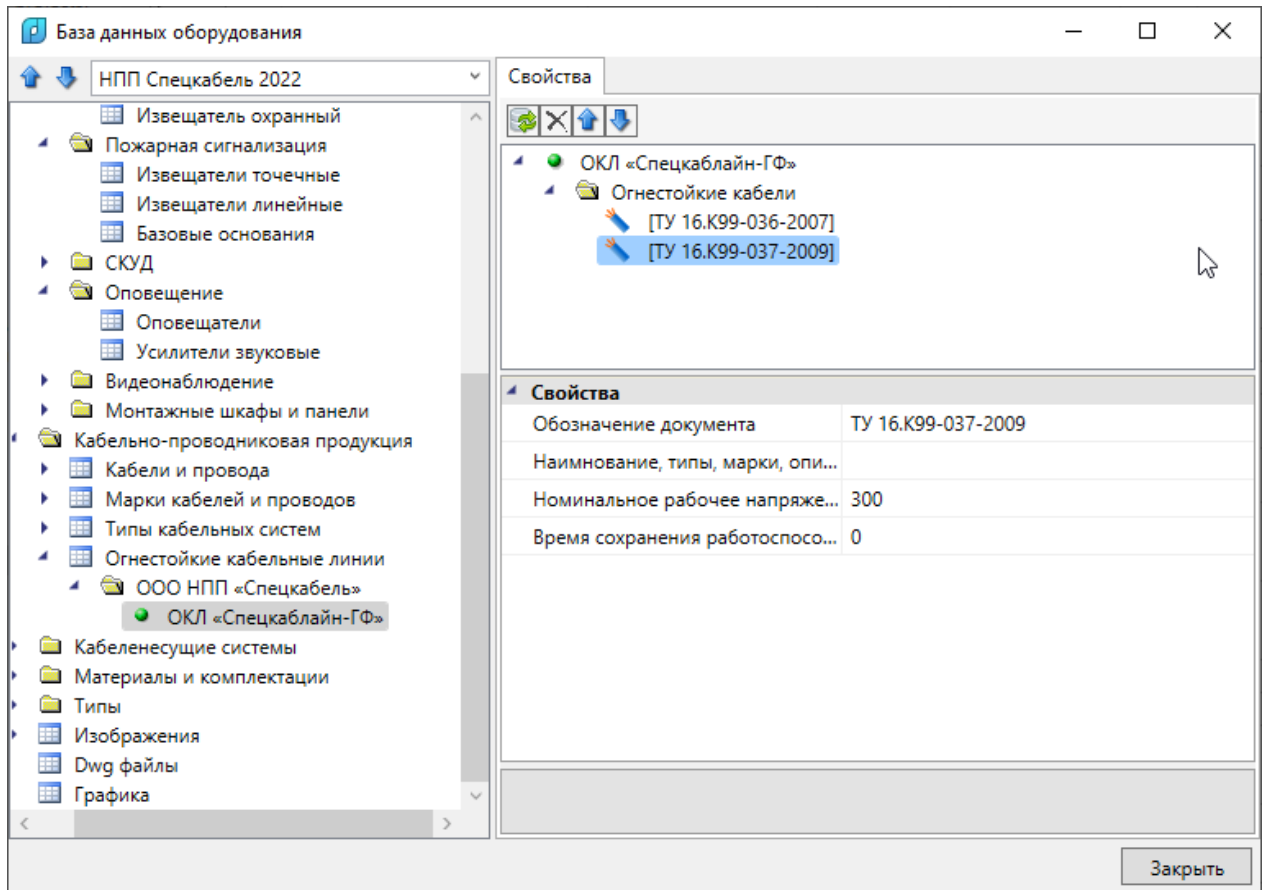 База данных оборудования
НПП Спецкабель 2022
Извещатель охранный
Пожарная сигнализация
Извещатели точечные
Извещатели линейные
Базовые основания
СКУД
Оповещение
Оповещатели
Усилители звуковые
Видеонаблюдение
Монтажные шкафы и панели
Кабельно-проводниковая продукция
Кабели и провода
Марки кабелей и проводов
Типы кабельных систем
Огнестойкие кабельные линии
ООО НПП «Спецкабель»
ОКЛ «Спецкаблайн-ГФ»
Кабеленесущие системы
Материалы и комплектации
Типы
Изображения
Dwg файлы
Графика
Свойства
ОКЛ «Спецкаблайн-ГФ»
Огнестойкие кабели
[ТУ 16.К99-036-2007]
[ТУ 16.К99-037-2009]
Свойства
Обозначение документа ТУ 16.К99-037-2009
Наимнование, типы, марки, опи...
Номинальное рабочее напряже... 300
Время сохранения работоспосо... 0
Закрыть